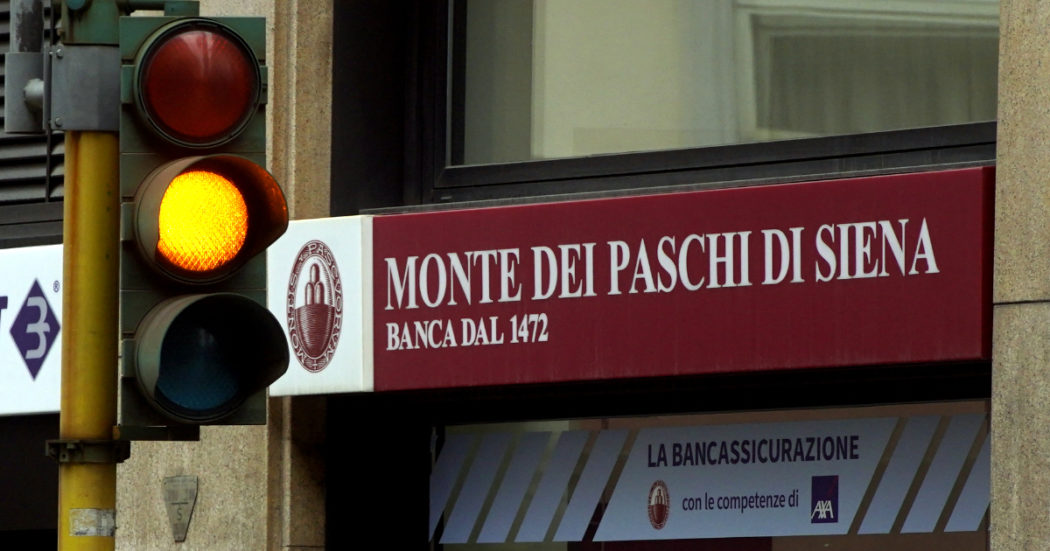 MONTE DEI PASCHI DI SIENA
BANCA DAL 1472
LA BANCASSICURAZIONE
con le competenze di
AXA